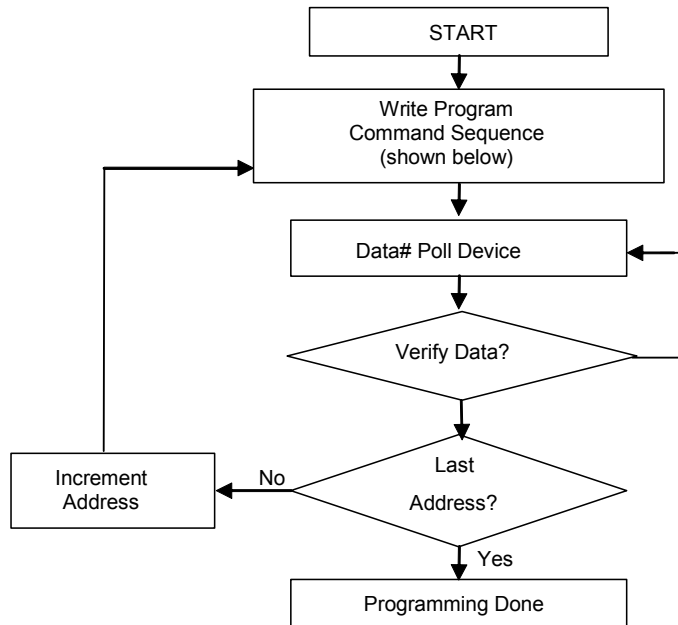 START
Write Program
Command Sequence
(shown below)
Data# Poll Device
Verify Data?
Increment
Address
No
Last
Address?
Yes
Programming Done